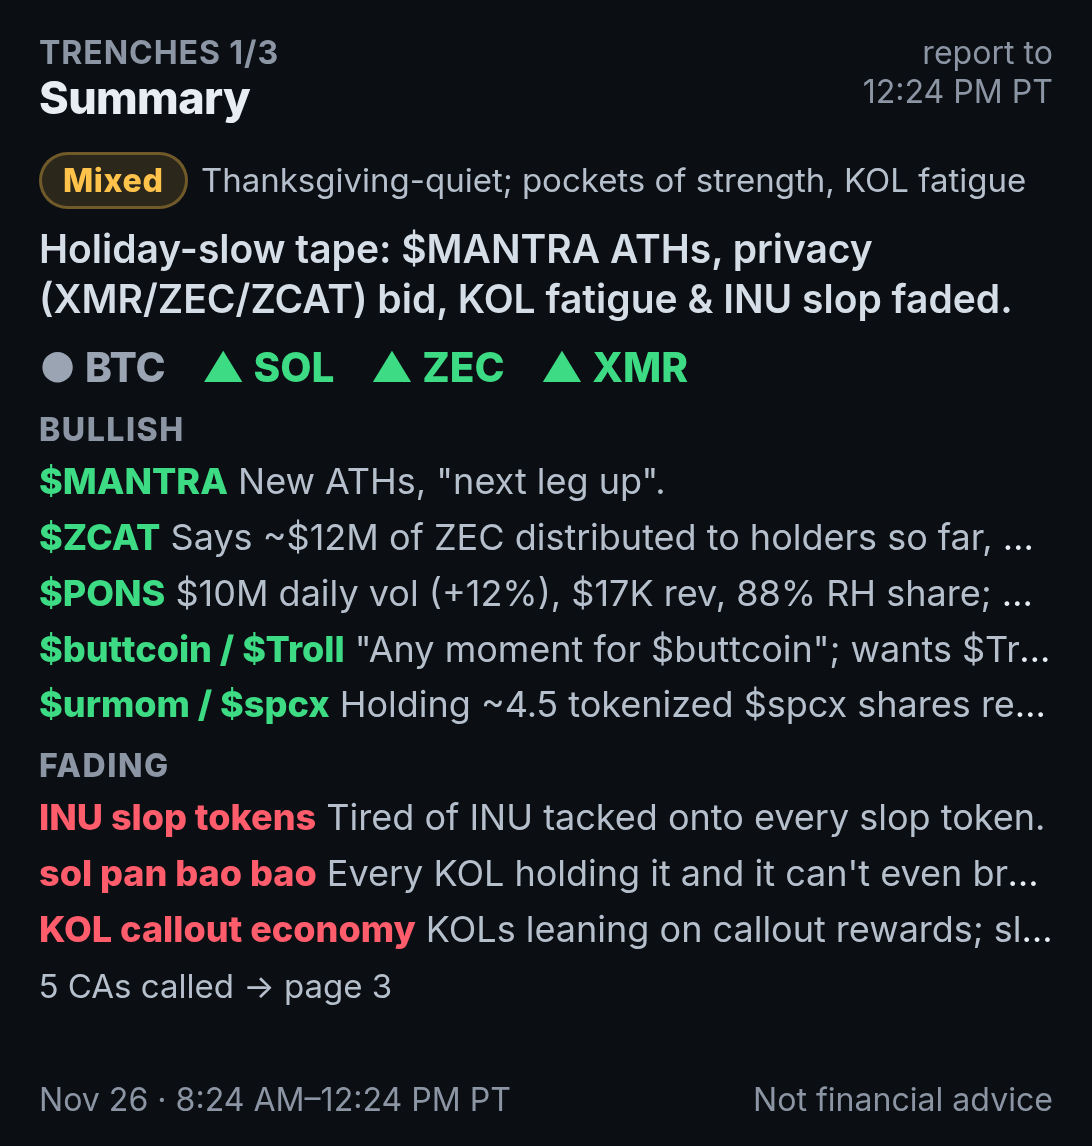 TRENCHES 1/3
Summary
report to
12:24 PM PT
Mixed Thanksgiving-quiet; pockets of strength, KOL fatigue
Holiday-slow tape: $MANTRA ATHs, privacy
(XMR/ZEC/ZCAT) bid, KOL fatigue & INU slop faded.
● BTC ▲ SOL ▲ ZEC ▲ XMR
BULLISH
$MANTRA New ATHs, "next leg up".
$ZCAT Says ~$12M of ZEC distributed to holders so far, ...
$PONS $10M daily vol (+12%), $17K rev, 88% RH share; ...
$buttcoin / $Troll "Any moment for $buttcoin"; wants $Tr...
$urmom / $spcx Holding ~4.5 tokenized $spcx shares re...
FADING
INU slop tokens Tired of INU tacked onto every slop token.
sol pan bao bao Every KOL holding it and it can't even br...
KOL callout economy KOLs leaning on callout rewards; sl...
5 CAs called → page 3
Nov 26 · 8:24 AM–12:24 PM PT
Not financial advice